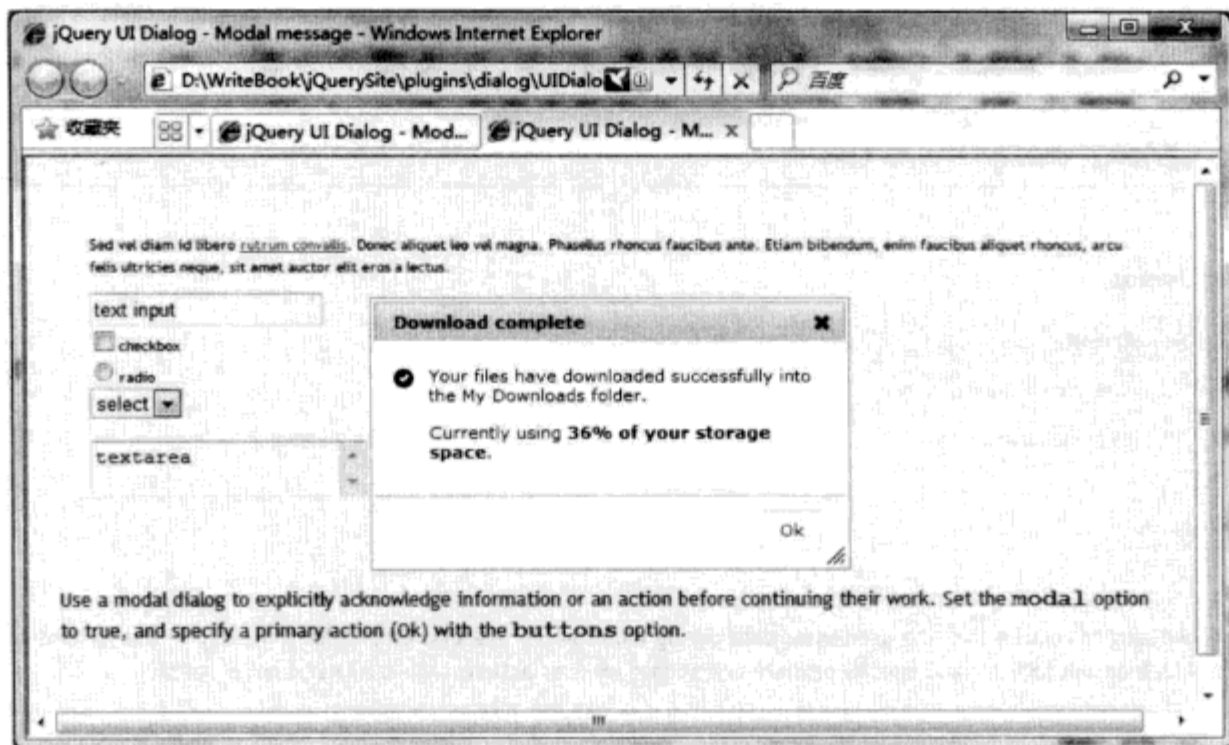 jQuery UI Dialog - Modal message - Windows Internet Explorer
D:\WriteBook\jQuerySite\plugins\dialog\UIDialo
百度
收藏夹
jQuery UI Dialog - Mod...
jQuery UI Dialog - M...
Sed vel diam id libero rutrum convallis. Donec aliquet leo vel magna. Phasellus rhoncus faucibus ante. Etiam bibendum, enim faucibus aliquet rhoncus, arcu
felis ultricies neque, sit amet auctor elit eros a lectus.
text input
checkbox
radio
select
textarea
Download complete
Your files have downloaded successfully into
the My Downloads folder.
Currently using 36% of your storage
space.
Ok
Use a modal dialog to explicitly acknowledge information or an action before continuing their work. Set the modal option
to true, and specify a primary action (Ok) with the buttons option.